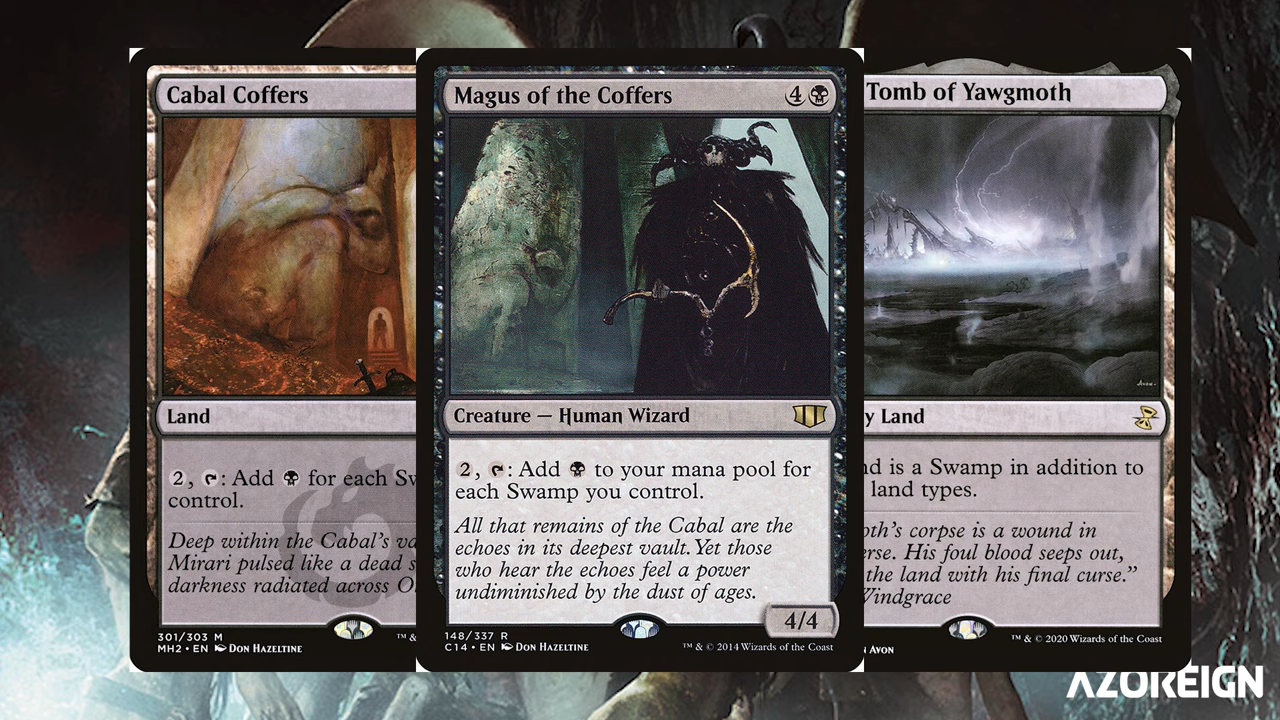 Cabal Coffers
Land
2, : Add for each Sw
control.
Deep within the Cabal's va
Mirari pulsed like a dead s
darkness radiated across O
301/303 M
MH2 • EN Don Hazeltine
™ &
Magus of the Coffers
4
Creature — Human Wizard
2, : Add to your mana pool for
each Swamp you control.
All that remains of the Cabal are the
echoes in its deepest vault. Yet those
who hear the echoes feel a power
undiminished by the dust of ages.
4/4
148/337 R
C14 • EN Don Hazeltine
™ & © 2014 Wizards of the Coast
Tomb of Yawgmoth
y Land
nd is a Swamp in addition to
land types.
oth's corpse is a wound in
erse. His foul blood seeps out,
the land with his final curse."
Windgrace
Avon
™ & © 2020 Wizards of the Coast
AZOREIGN